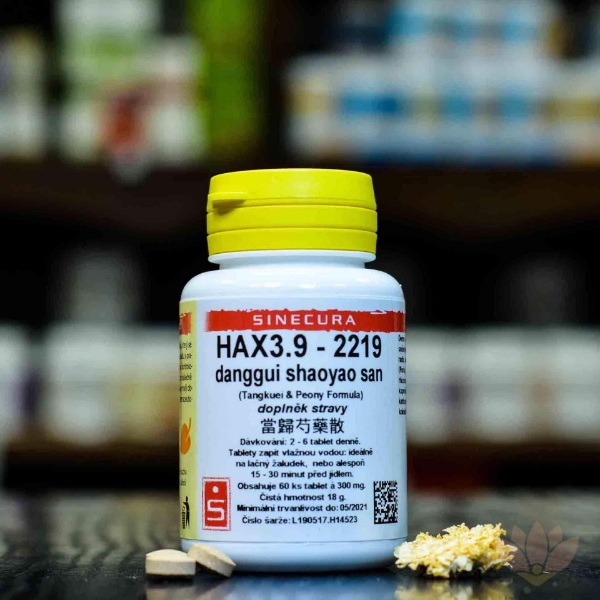 SINECURA
HAX3.9 - 2219
danggui shaoyao san
(Tangkuei & Peony Formula)
doplněk stravy
當歸芍藥散
Dávkování: 2 - 6 tablet denně.
Tablety zapít vlažnou vodou: ideálně
na lačný žaludek, nebo alespoň
15 - 30 minut před jídlem.
Obsahuje 60 ks tablet à 300 mg.
Čistá hmotnost 18 g.
Minimální trvanlivost do: 05/2021
Číslo šarže: L190517.H14523